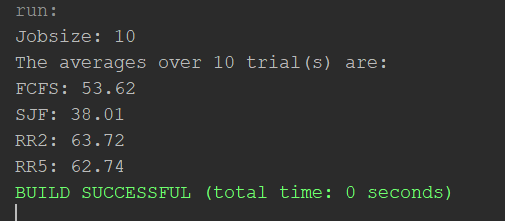 run:
Jobsize: 10
The averages over 10 trial(s) are:
FCFS: 53.62
SJF: 38.01
RR2: 63.72
RR5: 62.74
BUILD SUCCESSFUL (total time: 0 seconds)